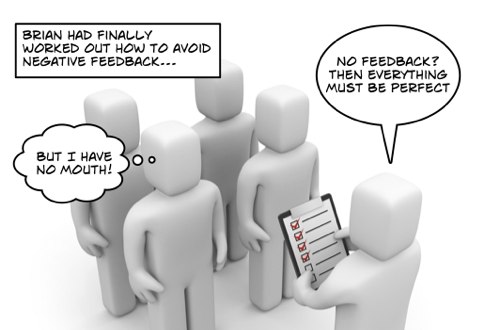 BRIAN HAD FINALLY
WORKED OUT HOW TO AVOID
NEGATIVE FEEDBACK...
NO FEEDBACK?
THEN EVERYTHING
MUST BE PERFECT
BUT I HAVE
NO MOUTH!